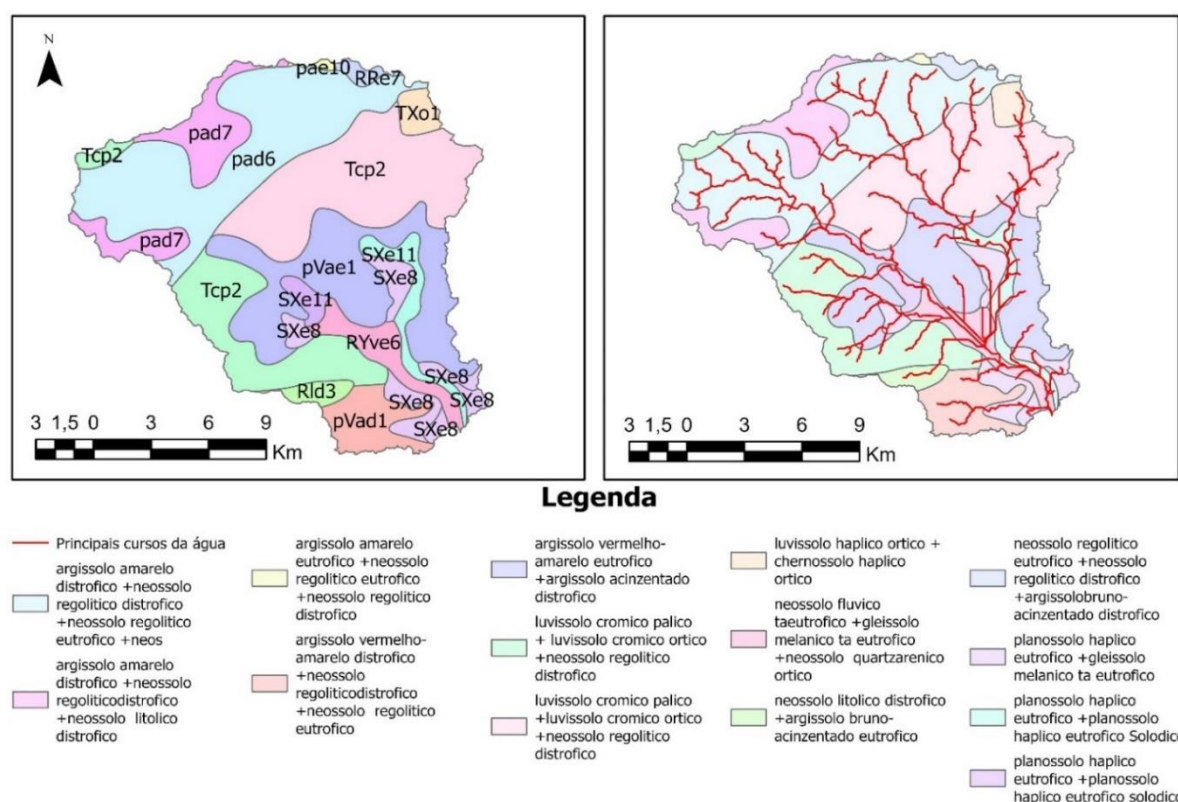 N
pae10
RRe7
TXo1
pad7
Tcp2
pad6
Tcp2
pad7
SXe11
pVae1
SXe8
Tcp2
SXe11
SXe8
RYve6
SXe8
Rld3
SXe8
SXe8
pVad1
SXe8
3 1,5 0 3 6 9
Km
3 1,5 0 3 6 9
Km
Legenda
Principais cursos da água
argissolo amarelo
distrofico +neossolo
regolitico distrofico
+neossolo regolitico
eutrofico +neos
argissolo amarelo
distrofico +neossolo
regoliticodistrofico
+neossolo litolico
distrofico
argissolo amarelo
eutrofico +neossolo
regolitico eutrofico
+neossolo regolitico
distrofico
argissolo vermelho-
amarelo distrofico
+neossolo
regoliticodistrofico
+neossolo regolitico
eutrofico
argissolo vermelho-
amarelo eutrofico
+argissolo acinzentado
distrofico
luvissolo cromico palico
+ luvissolo cromico ortico
+neossolo regolitico
distrofico
luvissolo cromico palico
+luvissolo cromico ortico
+neossolo regolitico
distrofico
luvissolo haplico ortico +
chernossolo haplico
ortico
neossolo fluvico
taeutrofico +gleissolo
melanico ta eutrofico
+neossolo quartzarenico
ortico
neossolo litolico distrofico
+argissolo bruno-
acinzentado eutrofico
neossolo regolitico
eutrofico +neossolo
regolitico distrofico
+argissolobruno-
acinzentado distrofico
planossolo haplico
eutrofico +gleissolo
melanico ta eutrofico
planossolo haplico
eutrofico +planossolo
haplico eutrofico Solodico
planossolo haplico
eutrofico +planossolo
haplico eutrofico solodico